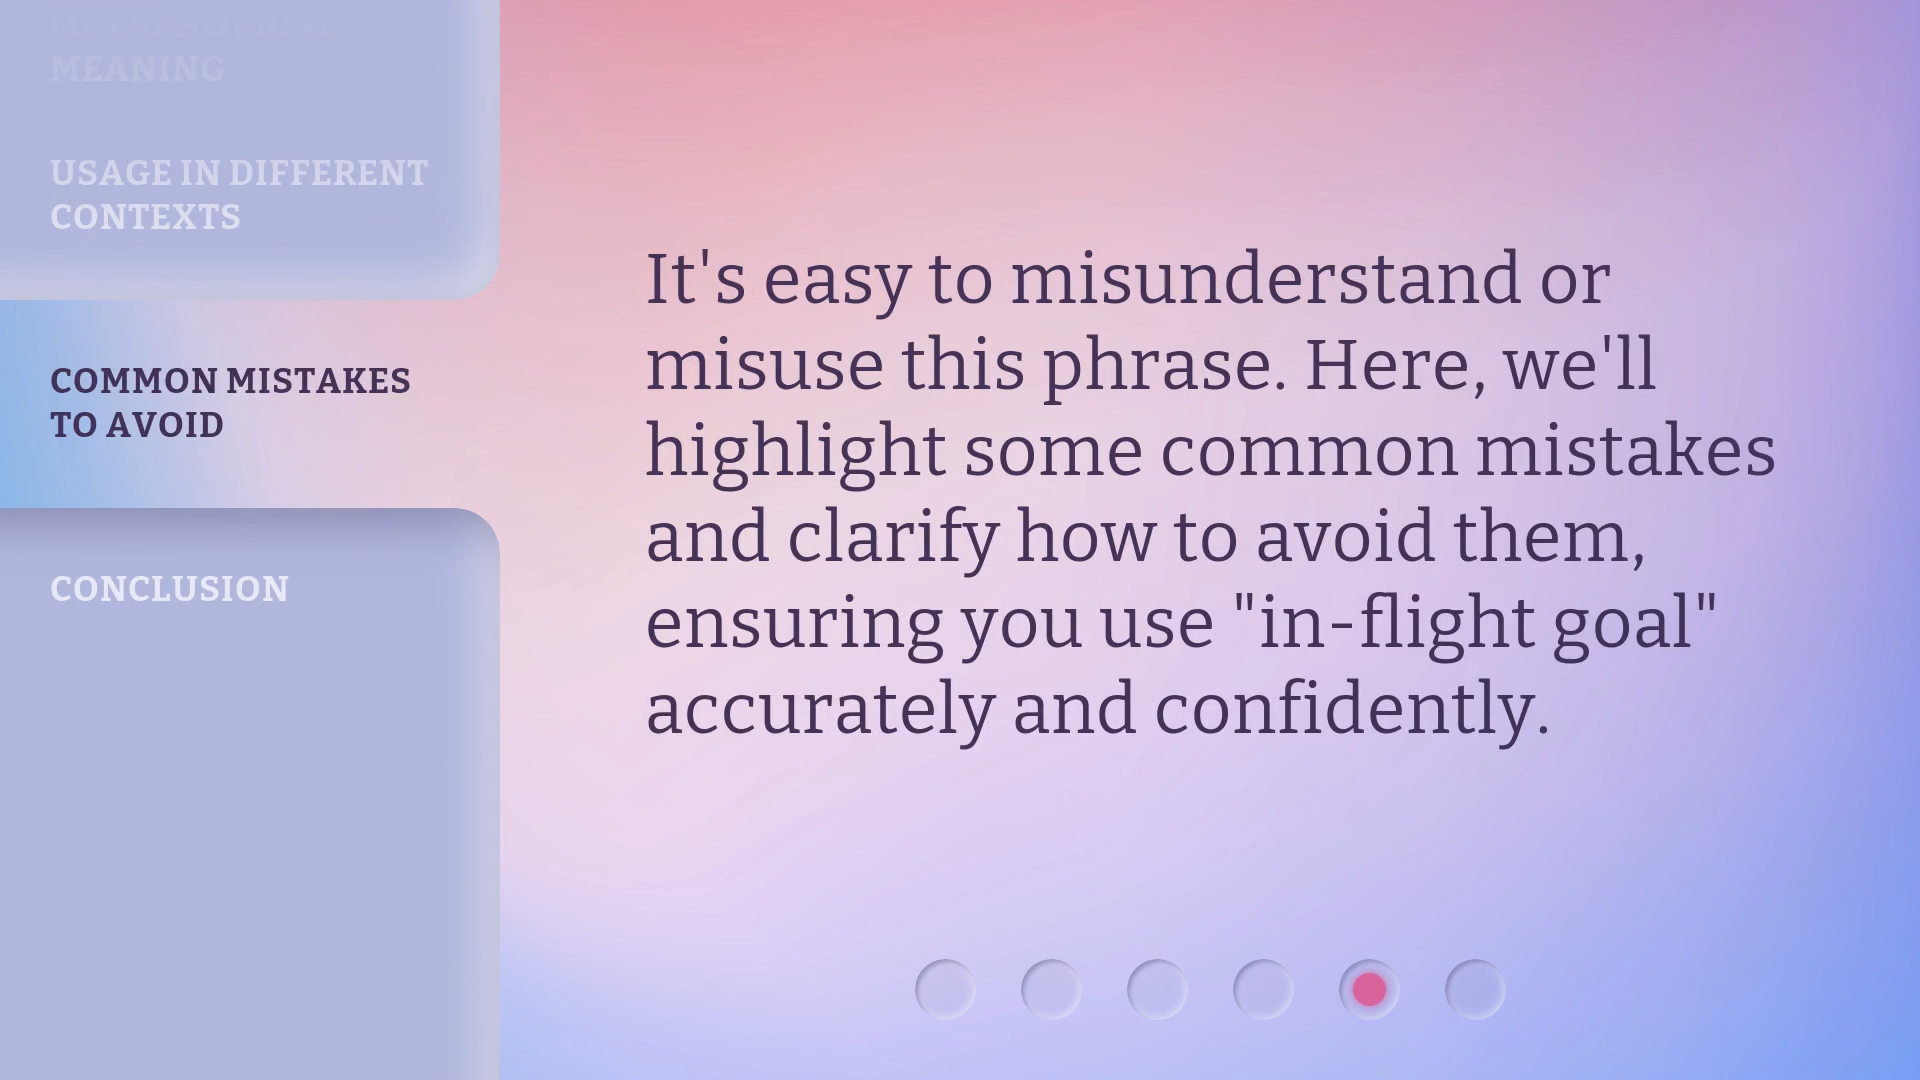 METAPHORICAL
MEANING
USAGE IN DIFFERENT
CONTEXTS
COMMON MISTAKES
TO AVOID
CONCLUSION
It's easy to misunderstand or
misuse this phrase. Here, we'll
highlight some common mistakes
and clarify how to avoid them,
ensuring you use "in-flight goal"
accurately and confidently.